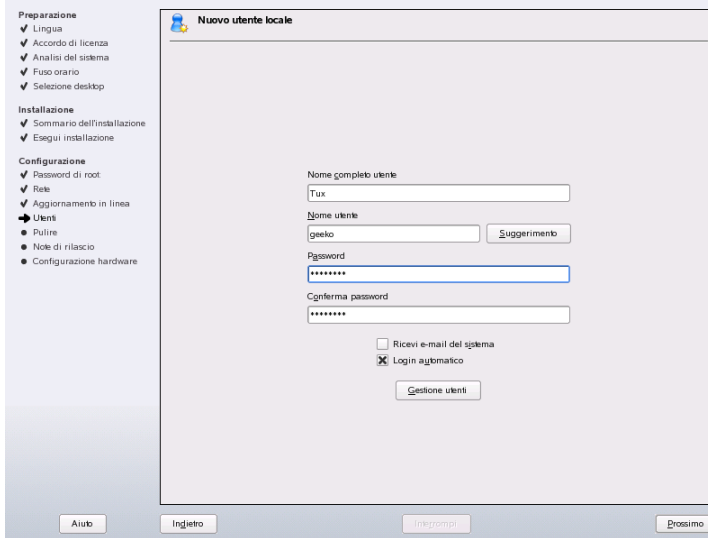 Preparazione
Lingua
Accordo di licenza
Analisi del sistema
Fuso orario
Selezione desktop
Installazione
Sommario dell'installazione
Esegui installazione
Configurazione
Password di root
Rete
Aggiornamento in linea
Utenti
Pulire
Note di rilascio
Configurazione hardware
Nuovo utente locale
Nome completo utente
Tux
Nome utente
geeko
Suggerimento
Password
********
Conferma password
********
Ricevi e-mail del sistema
Login automatico
Gestione utenti
Aiuto
Indietro
Interrompi
Prossimo